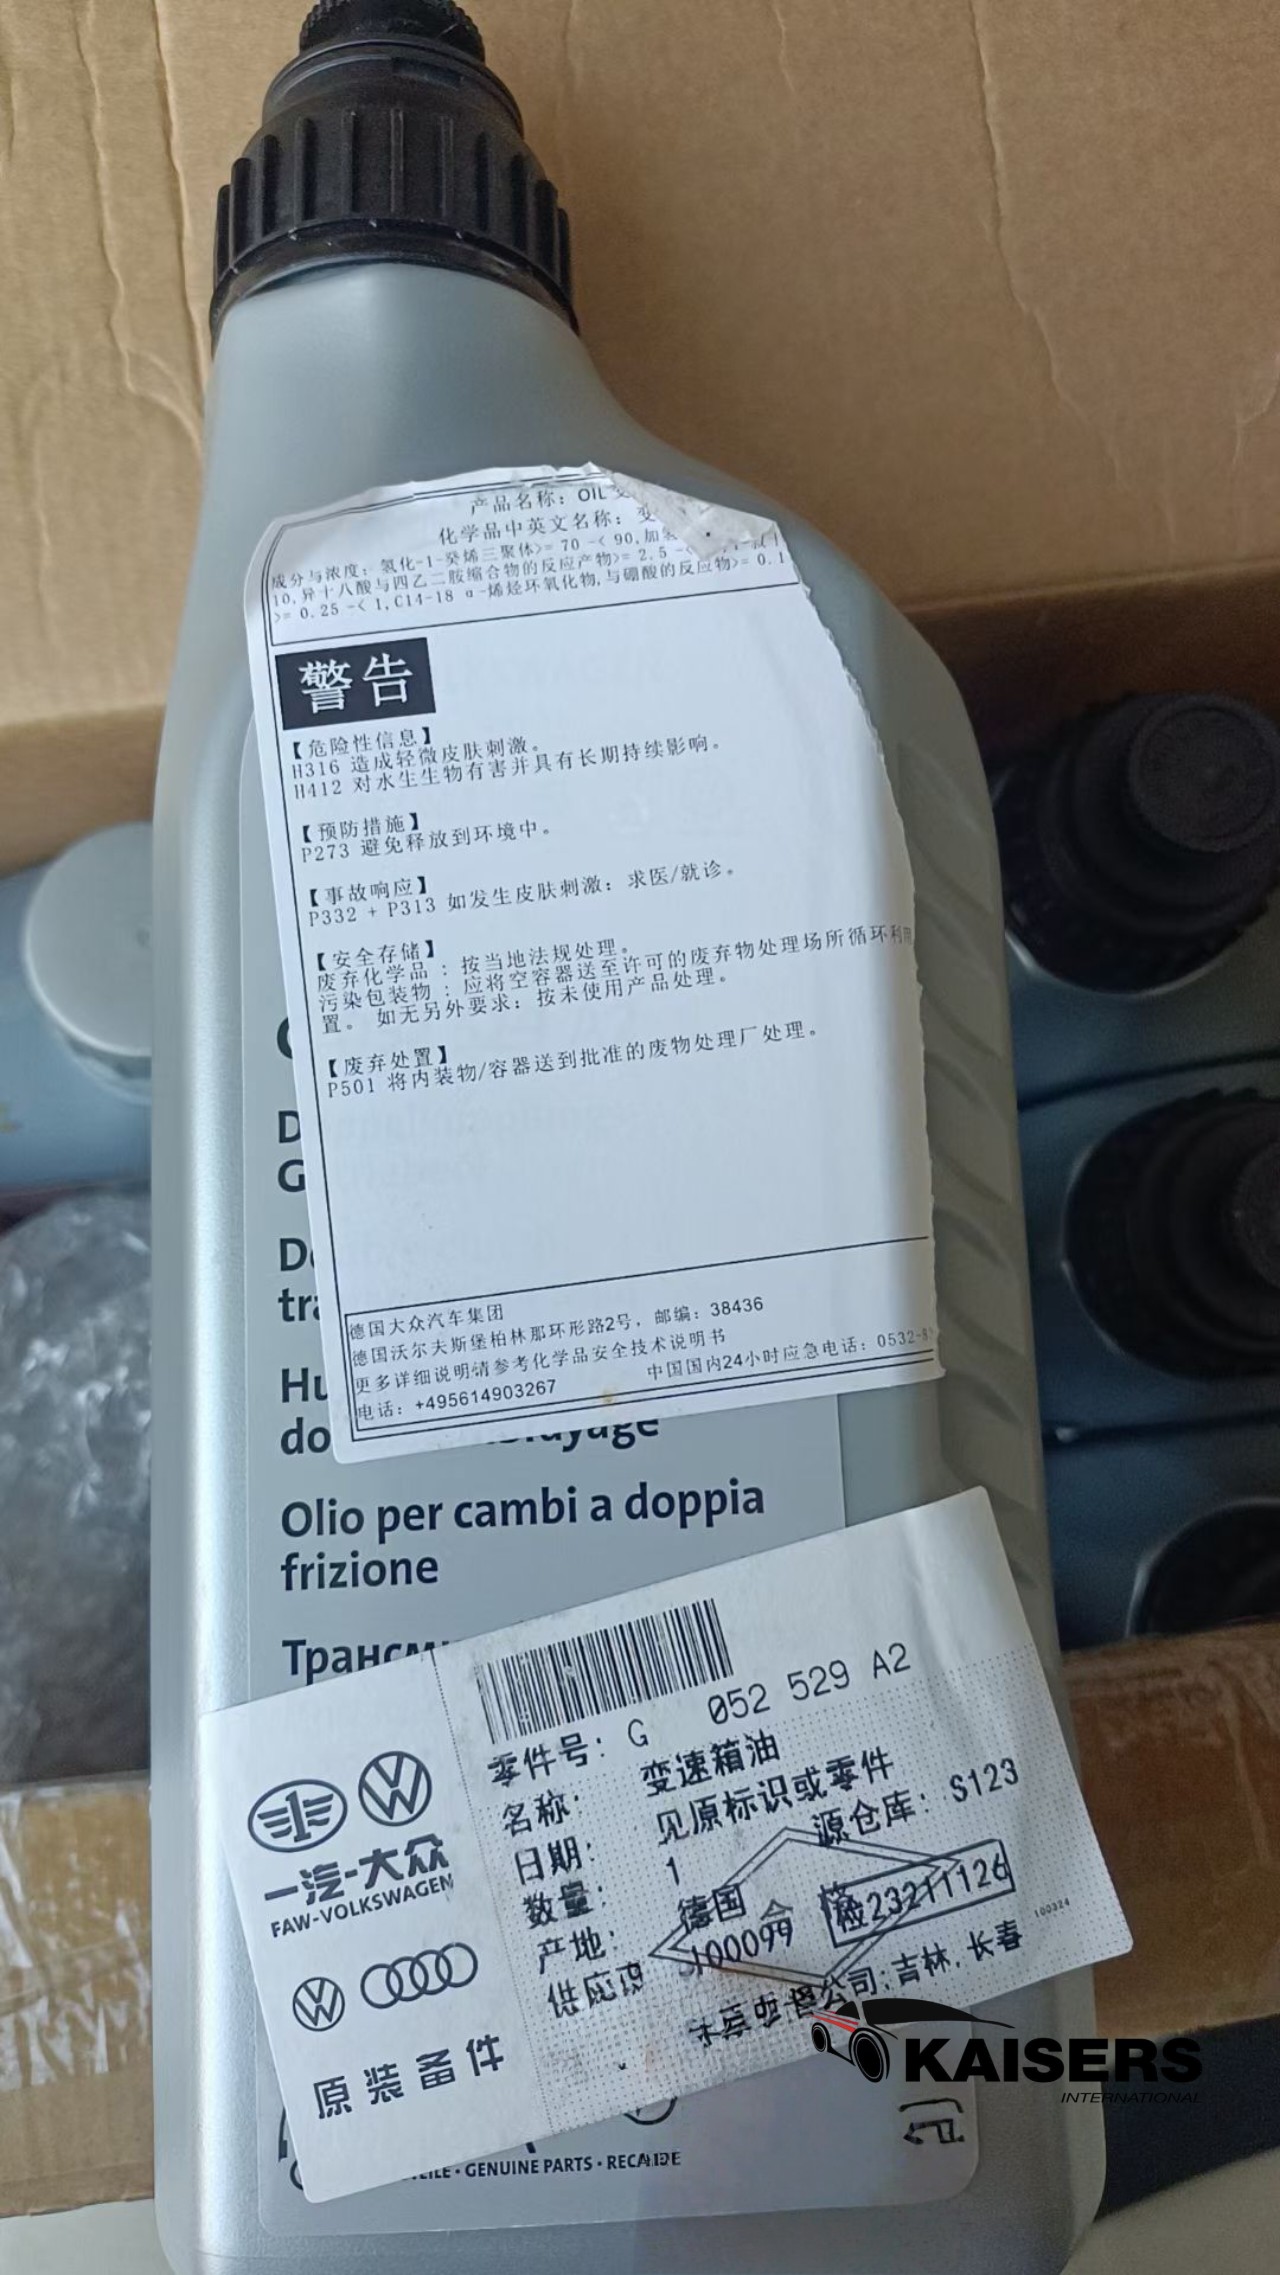 产品名称：OIL 变
化学品中英文名称：变
成分与浓度：氢化-1-癸烯三聚体>= 70 -< 90,加氢
10,异十八酸与四乙二胺缩合物的反应产物>= 2.5 -<
>= 0.25 -< 1,C14-18 α-烯烃环氧化物,与硼酸的反应物>= 0.1
警告
【危险性信息】
H316 造成轻微皮肤刺激。
H412 对水生生物有害并具有长期持续影响。
【预防措施】
P273 避免释放到环境中。
【事故响应】
P332 + P313 如发生皮肤刺激：求医/就诊。
【安全存储】
废弃化学品 ：按当地法规处理。
污染包装物 ：应将空容器送至许可的废弃物处理场所循环利用
置。 如无另外要求：按未使用产品处理。
【废弃处置】
P501 将内装物/容器送到批准的废物处理厂处理。
德国大众汽车集团
德国沃尔夫斯堡柏林那环形路2号，邮编：38436
更多详细说明请参考化学品安全技术说明书
电话：+495614903267 中国国内24小时应急电话：0532-8
Olio per cambi a doppia
frizione
零件号：G 052 529 A2
名称： 变速箱油
日期： 见原标识或零件
数量： 1 源仓库：S123
产地： 德国
供应商 J00099 检23211126
公司:吉林.长春
100324
一汽-大众
FAW-VOLKSWAGEN
原装备件
GENUINE PARTS
KAISERS
INTERNATIONAL